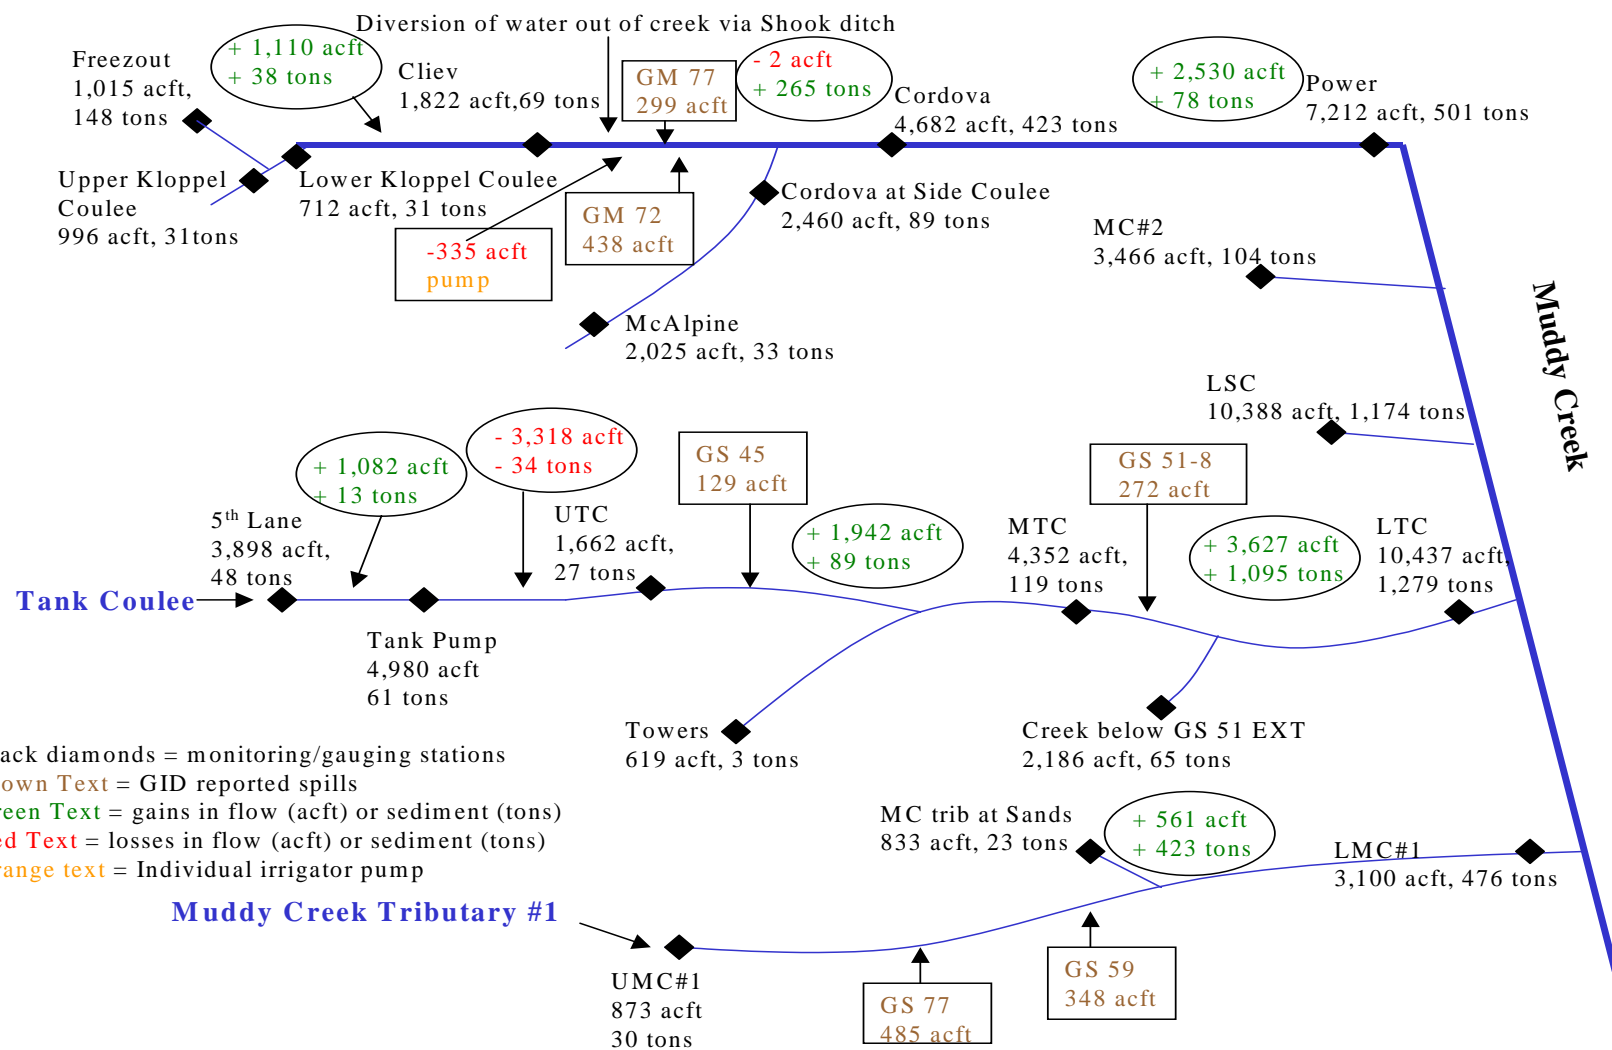 Diversion of water out of creek via Shook ditch
Freezout
1,015 acft,
148 tons
+ 1,110 acft
+ 38 tons
Cliev
1,822 acft,69 tons
GM 77
299 acft
- 2 acft
+ 265 tons
Cordova
4,682 acft, 423 tons
+ 2,530 acft
+ 78 tons
Power
7,212 acft, 501 tons
Upper Kloppel
Coulee
996 acft, 31tons
Lower Kloppel Coulee
712 acft, 31 tons
-335 acft
pump
GM 72
438 acft
Cordova at Side Coulee
2,460 acft, 89 tons
MC#2
3,466 acft, 104 tons
McAlpine
2,025 acft, 33 tons
Muddy Creek
LSC
10,388 acft, 1,174 tons
+ 1,082 acft
+ 13 tons
- 3,318 acft
- 34 tons
GS 45
129 acft
GS 51-8
272 acft
5th Lane
3,898 acft,
48 tons
UTC
1,662 acft,
27 tons
+ 1,942 acft
+ 89 tons
MTC
4,352 acft,
119 tons
+ 3,627 acft
+ 1,095 tons
LTC
10,437 acft,
1,279 tons
Tank Coulee
Tank Pump
4,980 acft
61 tons
Towers
619 acft, 3 tons
Creek below GS 51 EXT
2,186 acft, 65 tons
ack diamonds = monitoring/gauging stations
own Text = GID reported spills
reen Text = gains in flow (acft) or sediment (tons)
ed Text = losses in flow (acft) or sediment (tons)
range text = Individual irrigator pump
MC trib at Sands
833 acft, 23 tons
+ 561 acft
+ 423 tons
LMC#1
3,100 acft, 476 tons
Muddy Creek Tributary #1
UMC#1
873 acft
30 tons
GS 77
485 acft
GS 59
348 acft